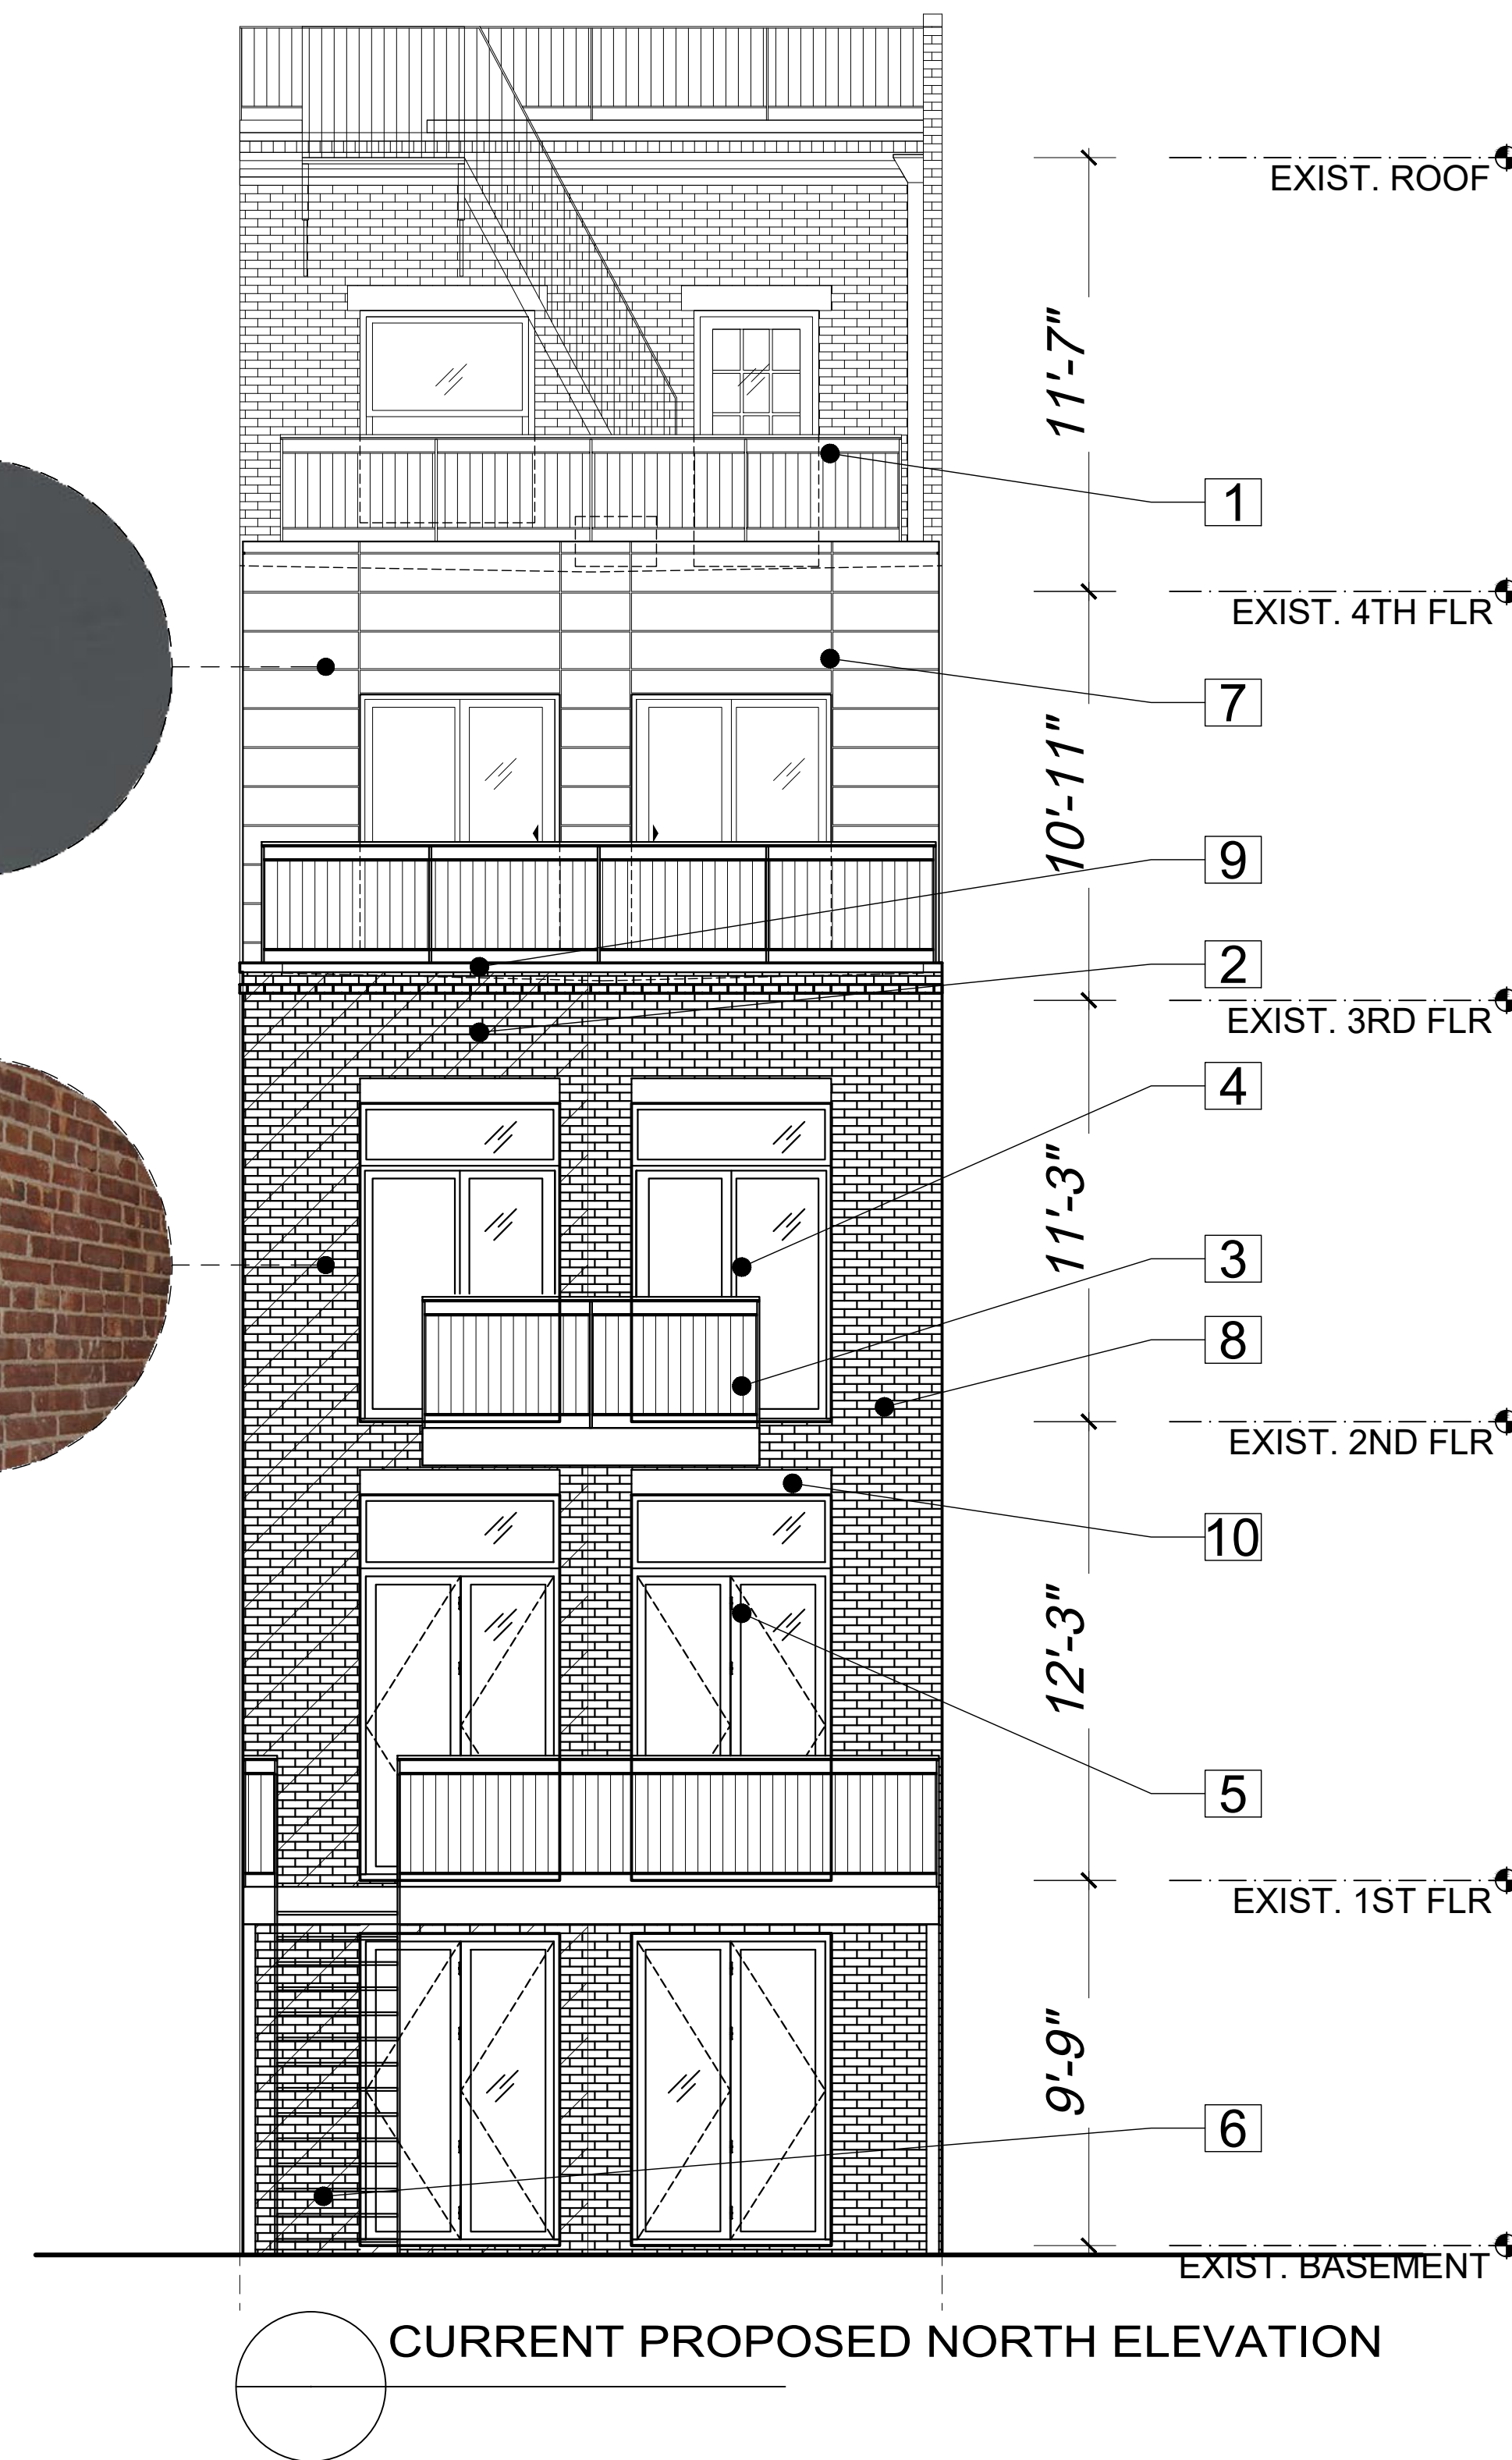 EXIST. ROOF
11'-7"
1
EXIST. 4TH FLR
7
10'-11"
9
2
EXIST. 3RD FLR
4
11'-3"
3
8
EXIST. 2ND FLR
10
12'-3"
5
EXIST. 1ST FLR
9'-9"
6
EXIST. BASEMENT
CURRENT PROPOSED NORTH ELEVATION